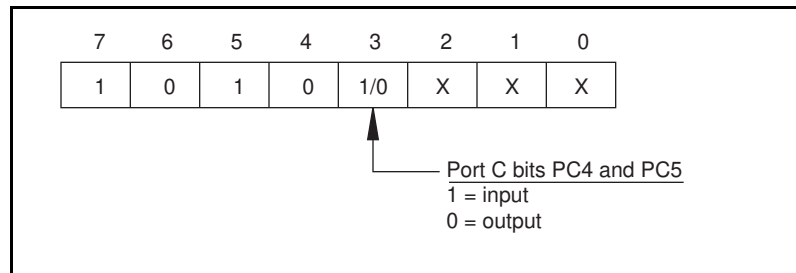 7 6 5 4 3 2 1 0
1 0 1 0 1/0 X X X
Port C bits PC4 and PC5
1 = input
0 = output